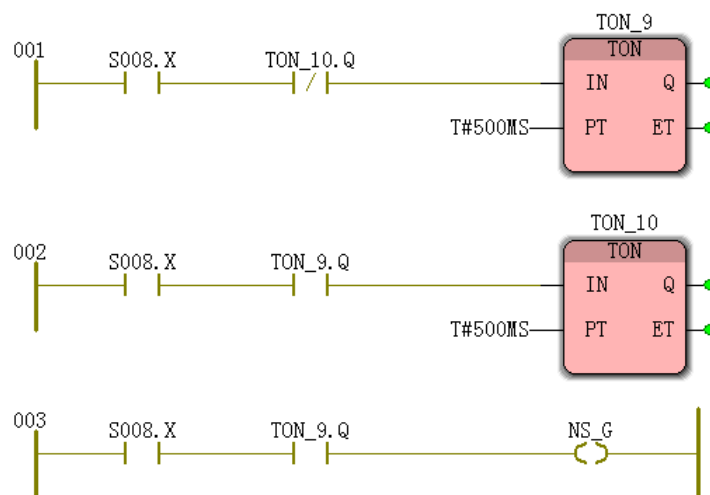 TON_9
001
S008.X
TON_10.Q
TON
IN
Q
T#500MS
PT
ET
TON_10
002
S008.X
TON_9.Q
TON
IN
Q
T#500MS
PT
ET
003
S008.X
TON_9.Q
NS_G